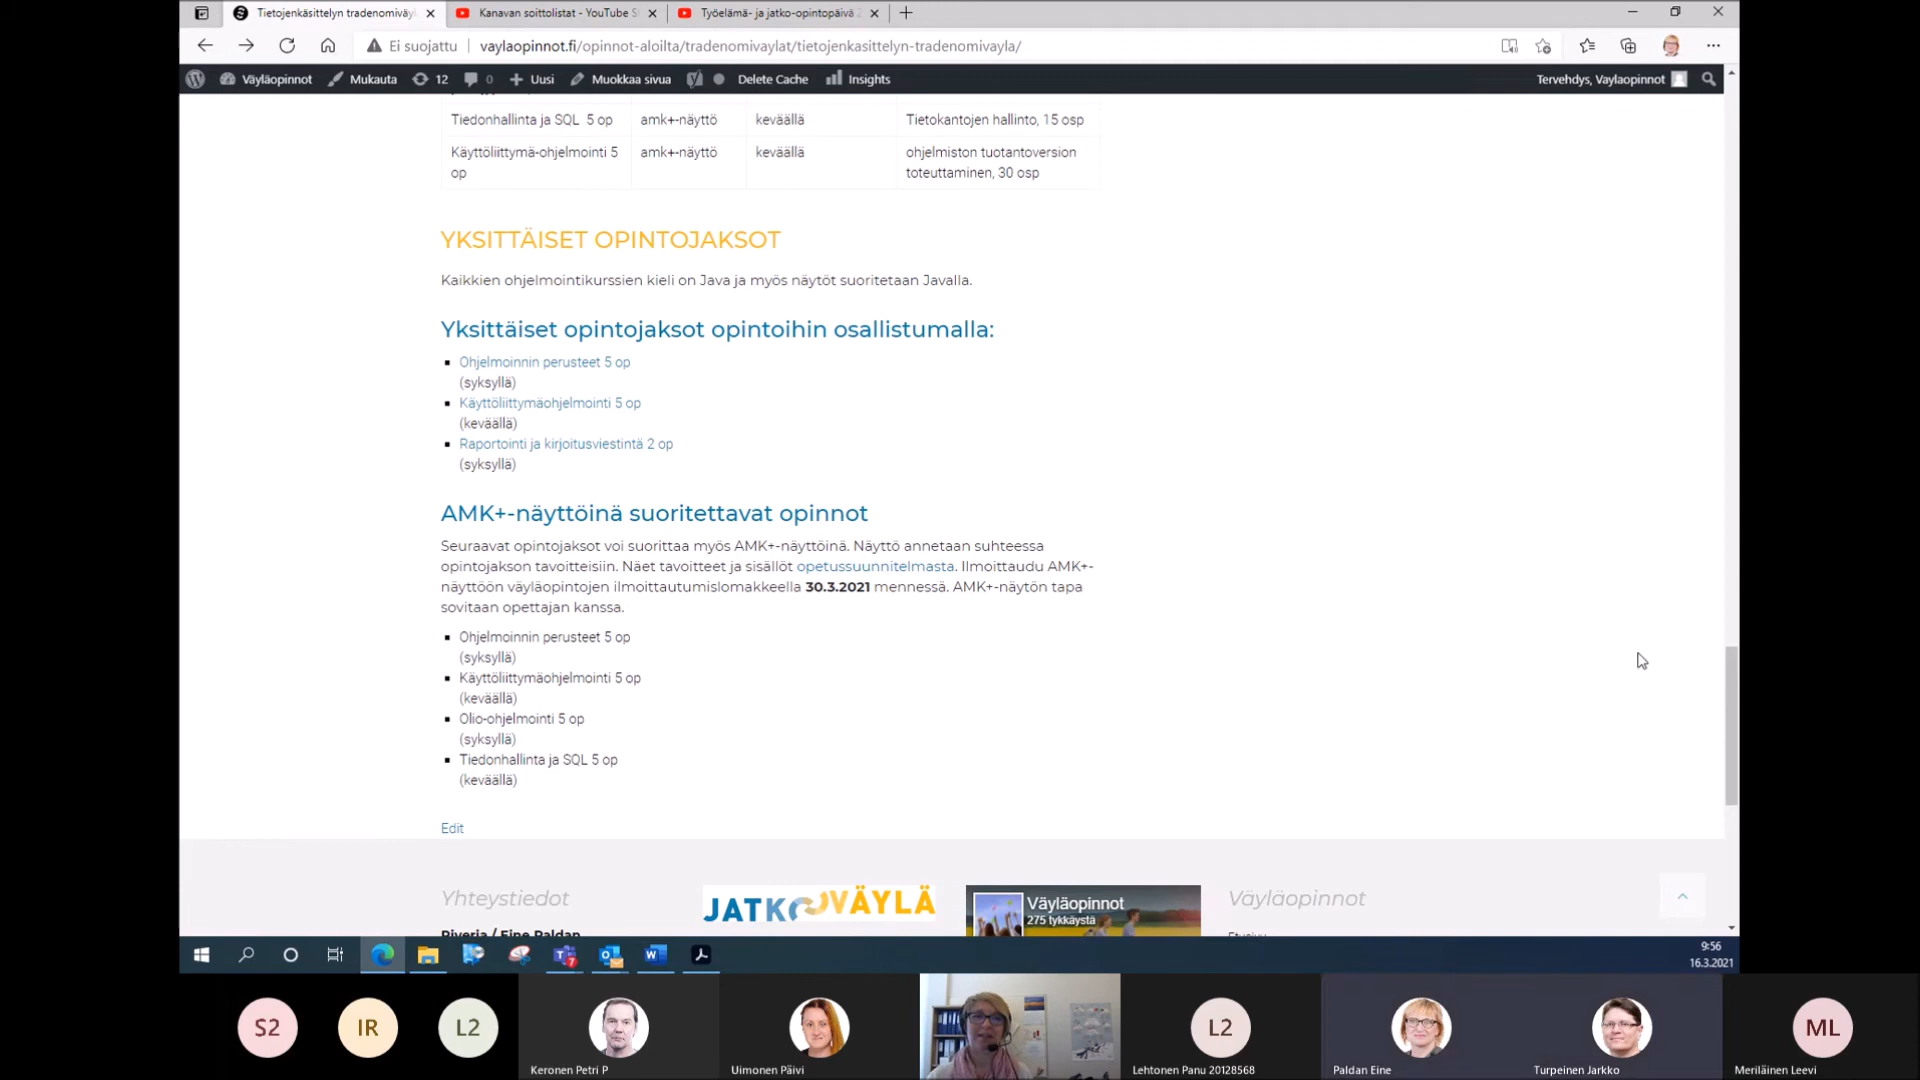 Tietojenkäsittelyn tradenomiväyl
Kanavan soittolistat - YouTube S
Työelämä- ja jatko-opintopäivä 2
Ei suojattu
vaylaopinnot.fi/opinnot-aloilta/tradenomivaylat/tietojenkasittelyn-tradenomivayla/
Väyläopinnot
Mukauta
12
0
Uusi
Muokkaa sivua
Delete Cache
Insights
Tervehdys, Vaylaopinnot
Tiedonhallinta ja SQL 5 op
amk+-näyttö
keväällä
Tietokantojen hallinto, 15 osp
Käyttöliittymä-ohjelmointi 5
op
amk+-näyttö
keväällä
ohjelmiston tuotantoversion
toteuttaminen, 30 osp
YKSITTÄISET OPINTOJAKSOT
Kaikkien ohjelmointikurssien kieli on Java ja myös näytöt suoritetaan Javalla.
Yksittäiset opintojaksot opintoihin osallistumalla:
Ohjelmoinnin perusteet 5 op
(syksyllä)
Käyttöliittymäohjelmointi 5 op
(keväällä)
Raportointi ja kirjoitusviestintä 2 op
(syksyllä)
AMK+-näyttöinä suoritettavat opinnot
Seuraavat opintojaksot voi suorittaa myös AMK+-näyttöinä. Näyttö annetaan suhteessa
opintojakson tavoitteisiin. Näet tavoitteet ja sisällöt opetussuunnitelmasta. Ilmoittaudu AMK+-
näyttöön väyläopintojen ilmoittautumislomakkeella 30.3.2021 mennessä. AMK+-näytön tapa
sovitaan opettajan kanssa.
Ohjelmoinnin perusteet 5 op
(syksyllä)
Käyttöliittymäohjelmointi 5 op
(keväällä)
Olio-ohjelmointi 5 op
(syksyllä)
Tiedonhallinta ja SQL 5 op
(keväällä)
Edit
Yhteystiedot
JATKOVÄYLÄ
Väyläopinnot
275 tykkäystä
Väyläopinnot
Riveria / Eine Paldan
Etusivu
9:56
16.3.2021
S2
IR
L2
Keronen Petri P
Uimonen Päivi
L2
Lehtonen Panu 20128568
Paldan Eine
Turpeinen Jarkko
ML
Meriläinen Leevi